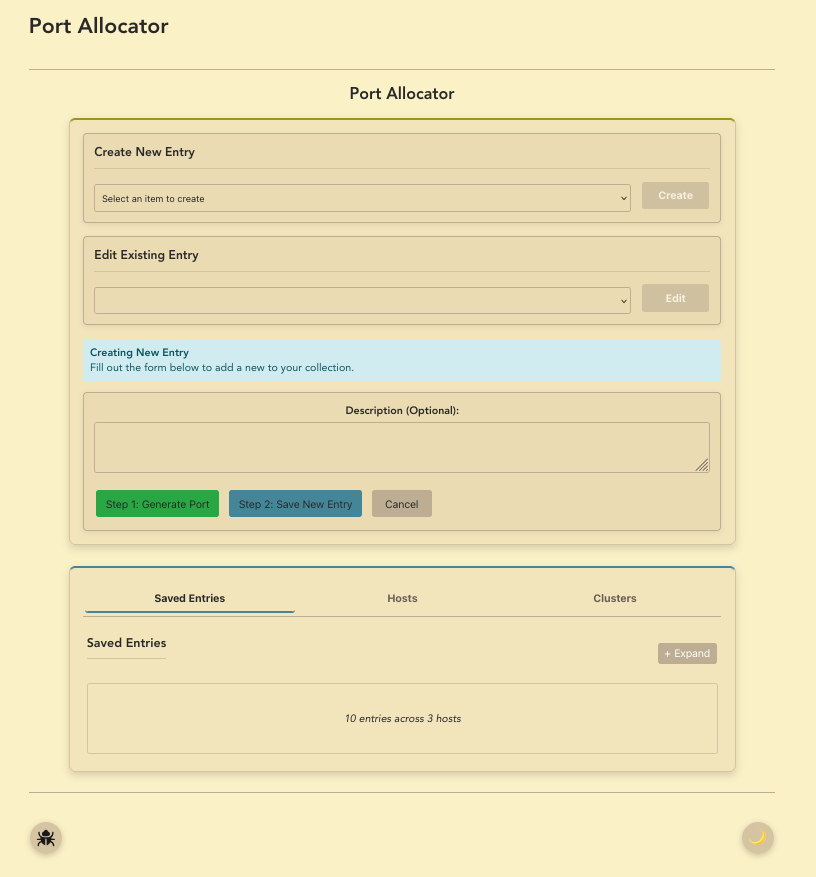 Port Allocator
Port Allocator
Create New Entry
Select an item to create
Create
Edit Existing Entry
Edit
Creating New Entry
Fill out the form below to add a new to your collection.
Description (Optional):
Step 1: Generate Port
Step 2: Save New Entry
Cancel
Saved Entries
Hosts
Clusters
Saved Entries
+ Expand
10 entries across 3 hosts